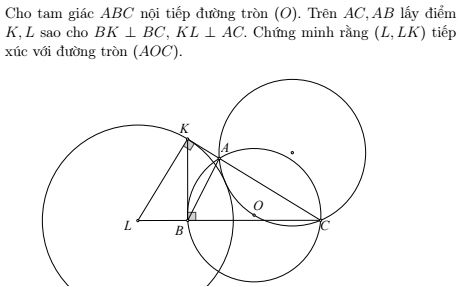 Cho tam giác ABC nội tiếp đường tròn (O). Trên AC, AB lấy điểm
K, L sao cho BK ⊥ BC, KL ⊥ AC. Chứng minh rằng (L, LK) tiếp
xúc với đường tròn (AOC).
K
A
O
L
B
C